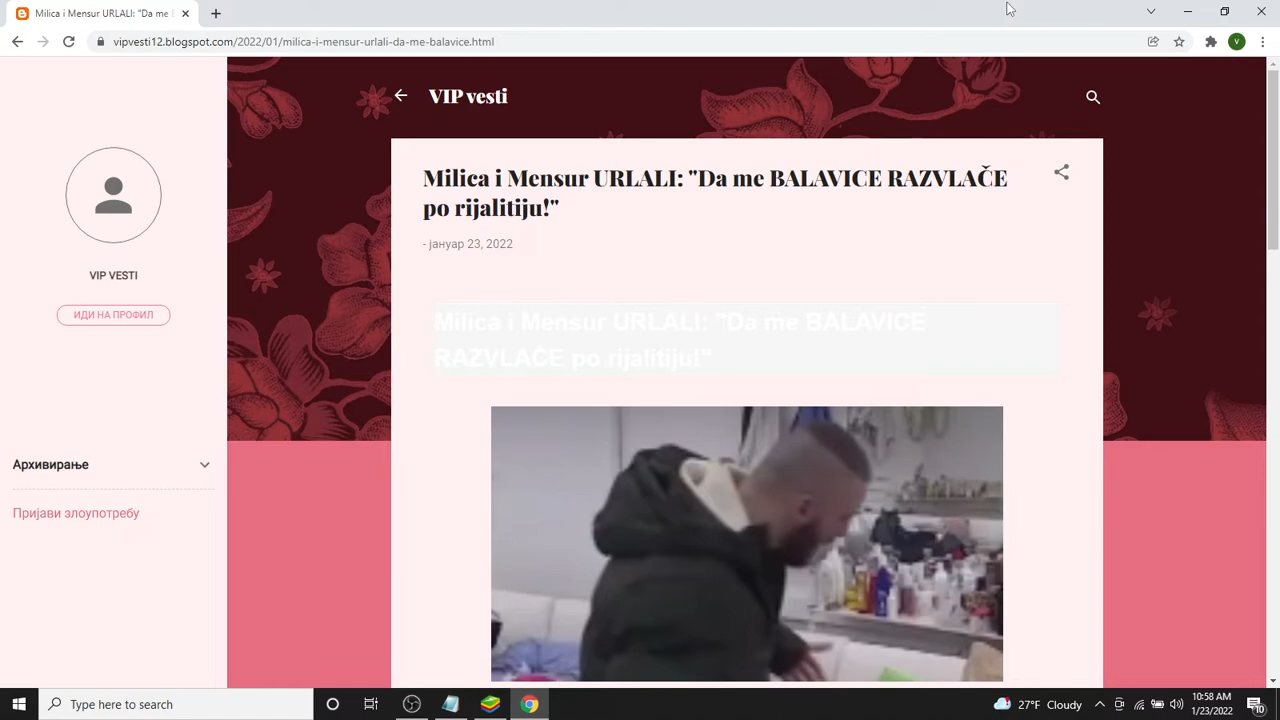 Milica i Mensur URLALI: "Da me B
vipvesti12.blogspot.com/2022/01/milica-i-mensur-urlali-da-me-balavice.html
V
VIP vesti
Milica i Mensur URLALI: "Da me BALAVICE RAZVLAČE
po rijalitiju!"
- јануар 23, 2022
VIP VESTI
ИДИ НА ПРОФИЛ
Milica i Mensur URLALI: "Da me BALAVICE
RAZVLAČE po rijalitiju!"
Архивирање
Пријави злоупотребу
Type here to search
27°F Cloudy
10:58 AM
1/23/2022
10